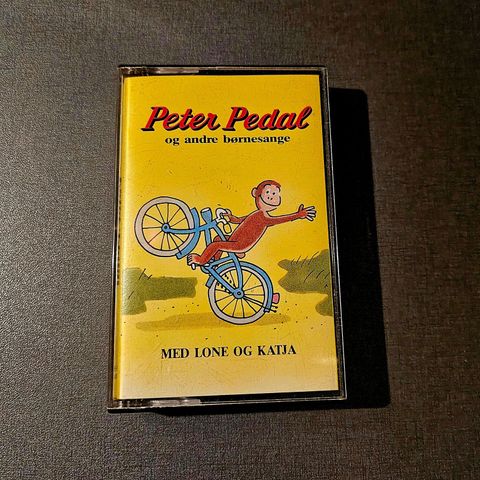 Peter Pedal
og andre børnesange
MED LONE OG KATJA